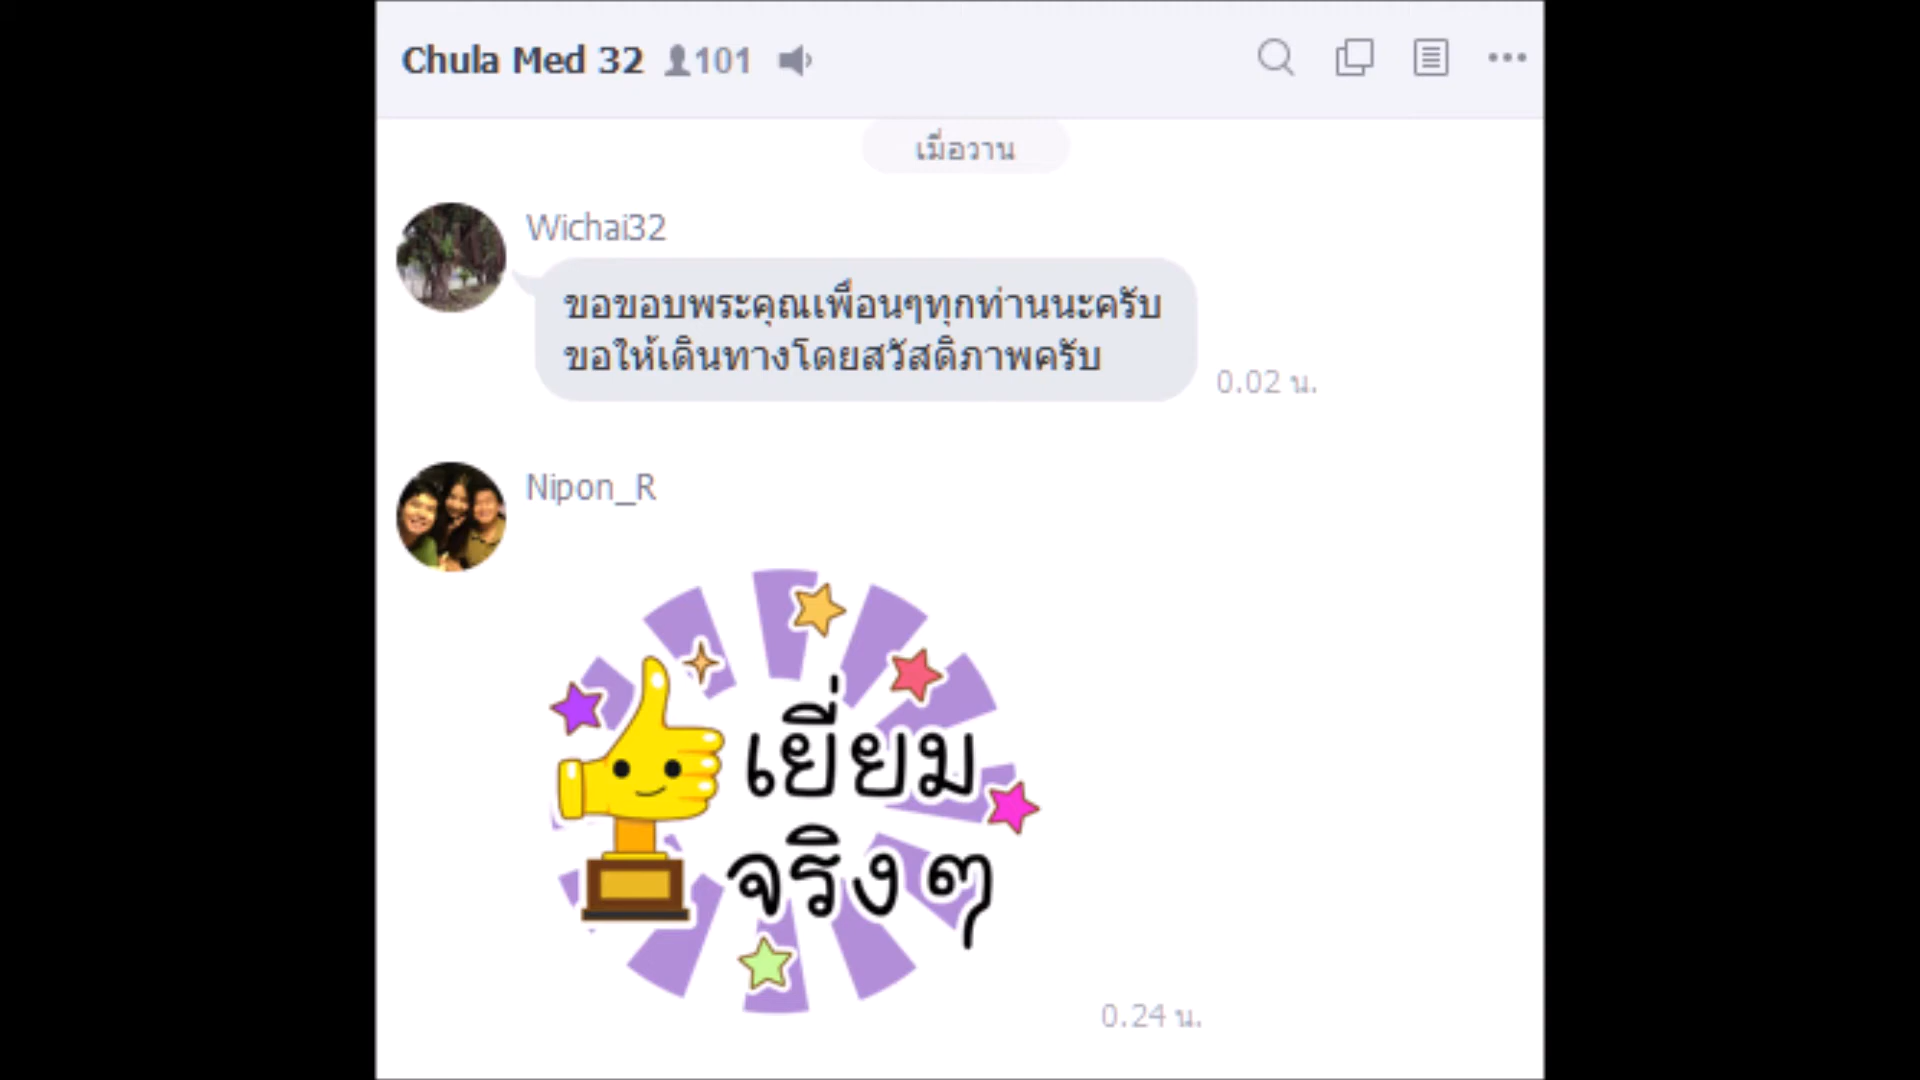 Chula Med 32 101
เมื่อวาน
Wichai32
ขอขอบพระคุณเพื่อนๆทุกท่านนะครับ
ขอให้เดินทางโดยสวัสดิภาพครับ
0.02 น.
Nipon_R
เยี่ยม
จริงๆ
0.24 น.